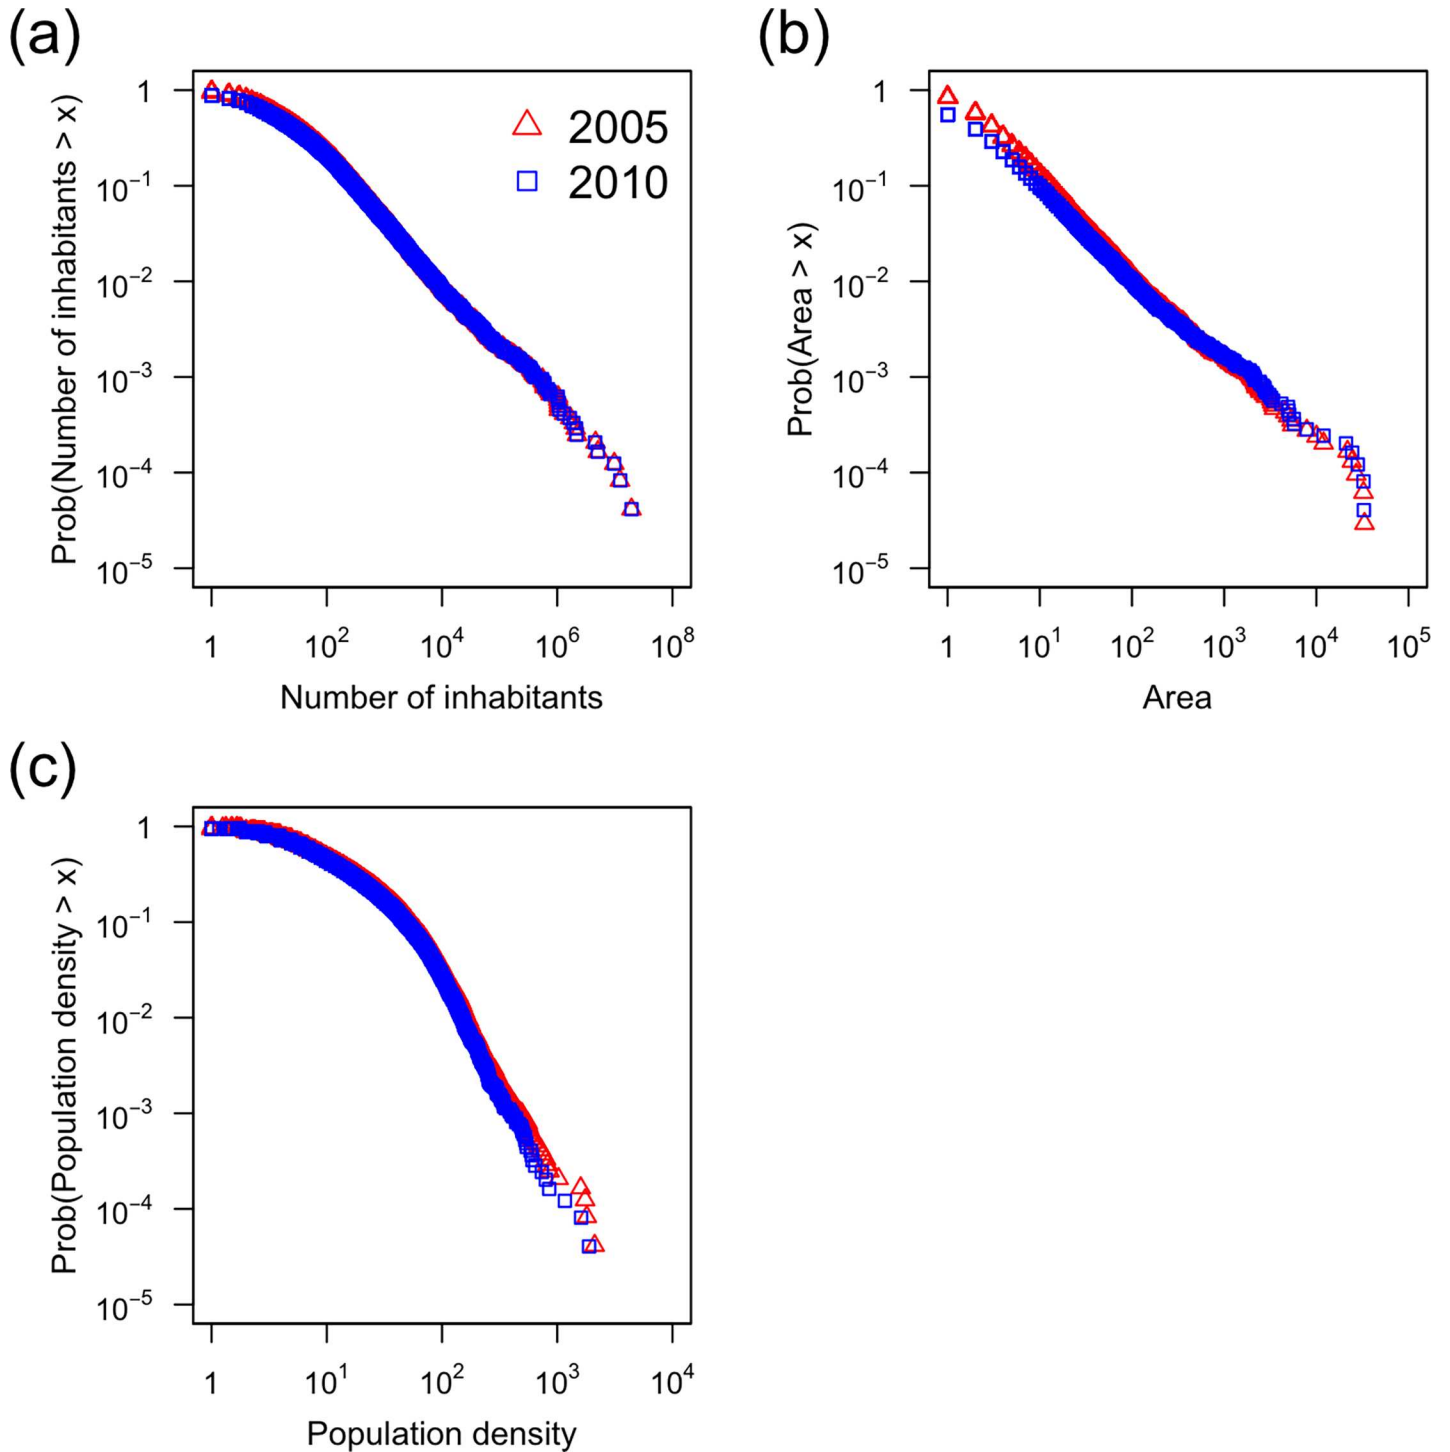 (a)
Prob(Number of inhabitants > x)
1
10⁻¹
10⁻²
10⁻³
10⁻⁴
10⁻⁵
2005
2010
1 10² 10⁴ 10⁶ 10⁸
Number of inhabitants
(b)
Prob(Area > x)
1
10⁻¹
10⁻²
10⁻³
10⁻⁴
10⁻⁵
1 10¹ 10² 10³ 10⁴ 10⁵
Area
(c)
Prob(Population density > x)
1
10⁻¹
10⁻²
10⁻³
10⁻⁴
10⁻⁵
1 10¹ 10² 10³ 10⁴
Population density